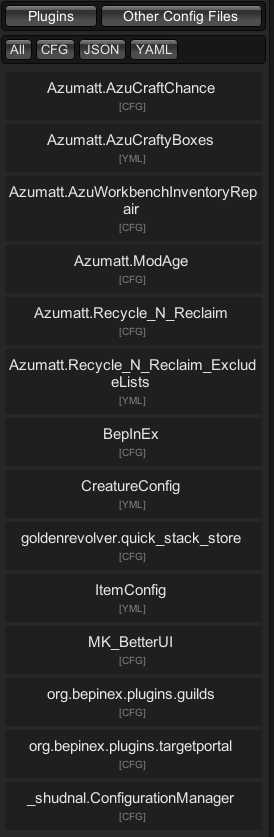 Plugins Other Config Files
All CFG JSON YAML
Azumatt.AzuCraftChance
[CFG]
Azumatt.AzuCraftyBoxes
[YML]
Azumatt.AzuWorkbenchInventoryRep
air
[CFG]
Azumatt.ModAge
[CFG]
Azumatt.Recycle_N_Reclaim
[CFG]
Azumatt.Recycle_N_Reclaim_Exclud
eLists
[YML]
BepInEx
[CFG]
CreatureConfig
[YML]
goldenrevolver.quick_stack_store
[CFG]
ItemConfig
[YML]
MK_BetterUI
[CFG]
org.bepinex.plugins.guilds
[CFG]
org.bepinex.plugins.targetportal
[CFG]
_shudnal.ConfigurationManager
[CFG]